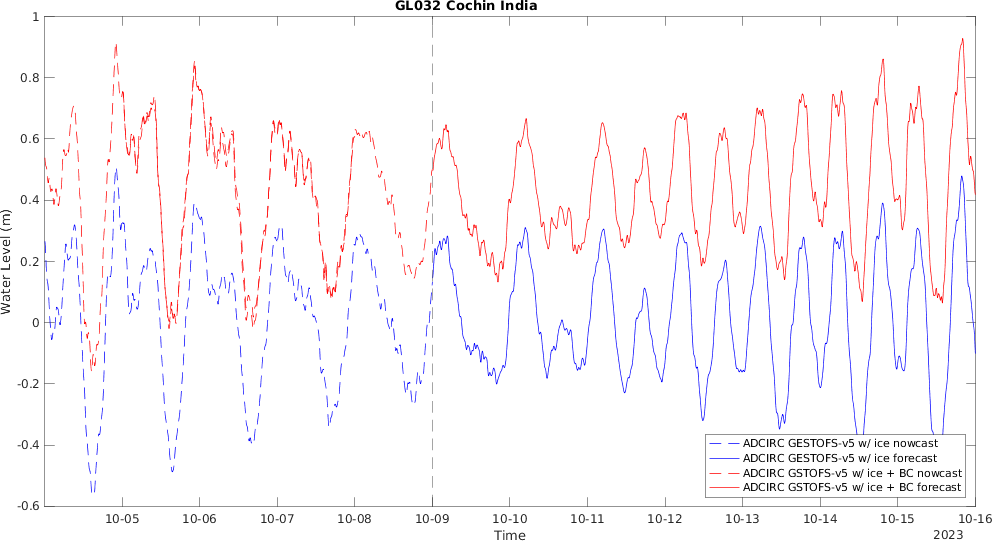 GL032 Cochin India
1
0.8
0.6
0.4
0.2
0
-0.2
-0.4
-0.6
Water Level (m)
ADCIRC GESTOFS-v5 w/ ice nowcast
ADCIRC GESTOFS-v5 w/ ice forecast
ADCIRC GSTOFS-v5 w/ ice + BC nowcast
ADCIRC GSTOFS-v5 w/ ice + BC forecast
10-05 10-06 10-07 10-08 10-09 10-10 10-11 10-12 10-13 10-14 10-15 10-16
Time
2023